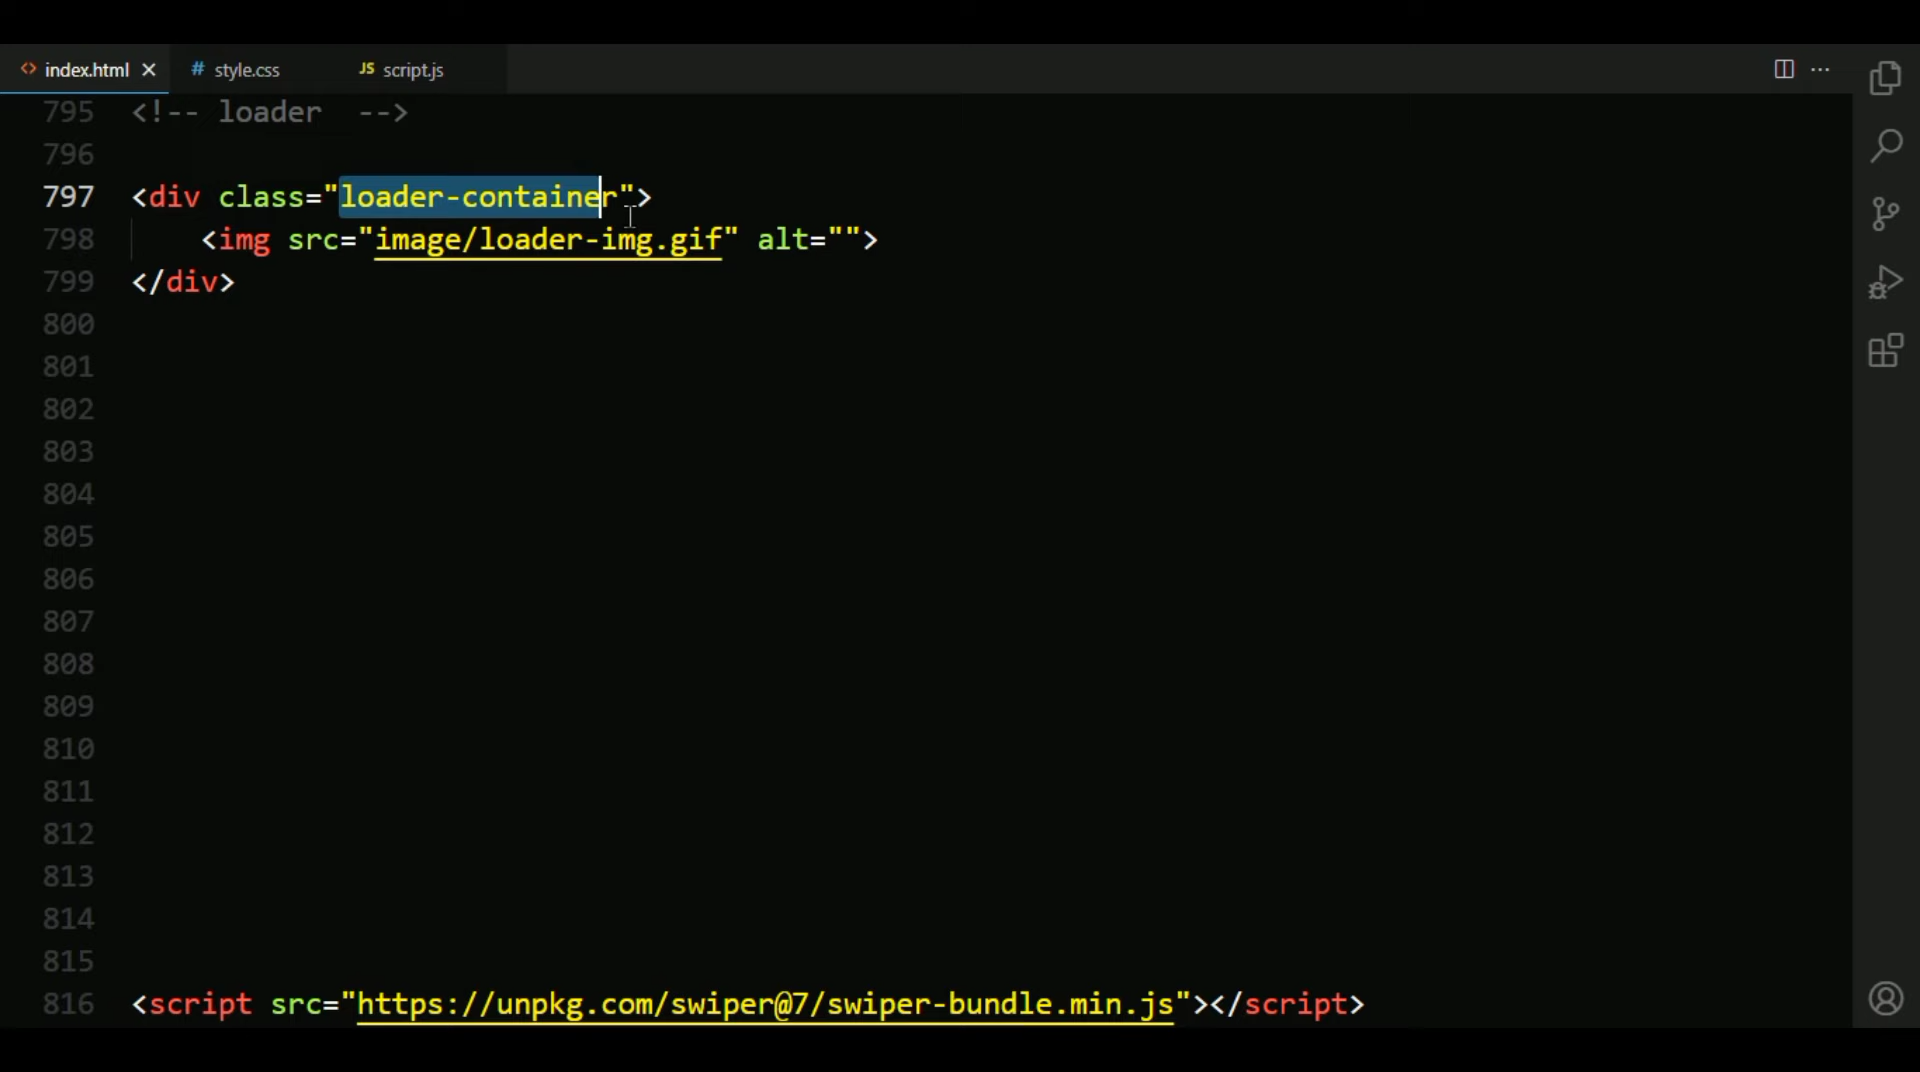 index.html style.css JS script.js
795 <!-- loader  -->
796
797 <div class="loader-container">
798     <img src="image/loader-img.gif" alt="">
799 </div>
800
801
802
803
804
805
806
807
808
809
810
811
812
813
814
815
816 <script src="https://unpkg.com/swiper@7/swiper-bundle.min.js"></script>